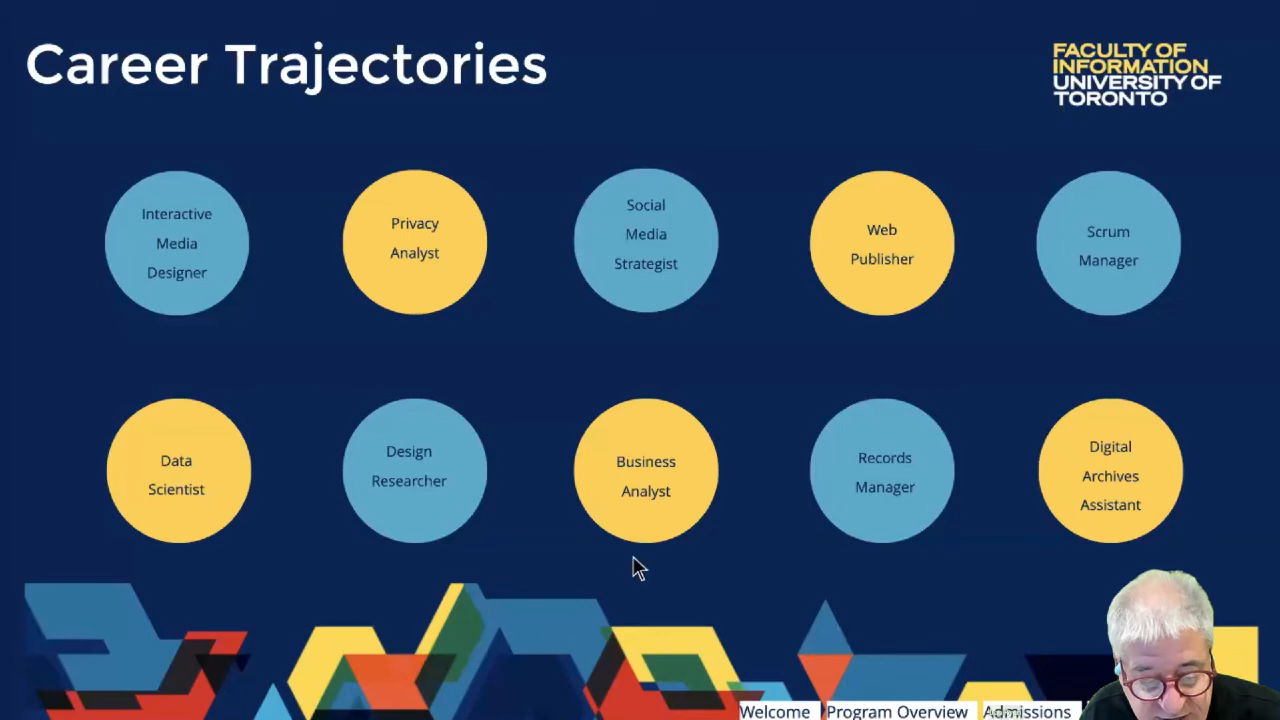 Career Trajectories
FACULTY OF
INFORMATION
UNIVERSITY OF
TORONTO
Interactive
Media
Designer
Privacy
Analyst
Social
Media
Strategist
Web
Publisher
Scrum
Manager
Data
Scientist
Design
Researcher
Business
Analyst
Records
Manager
Digital
Archives
Assistant
Welcome
Program Overview
Admissions